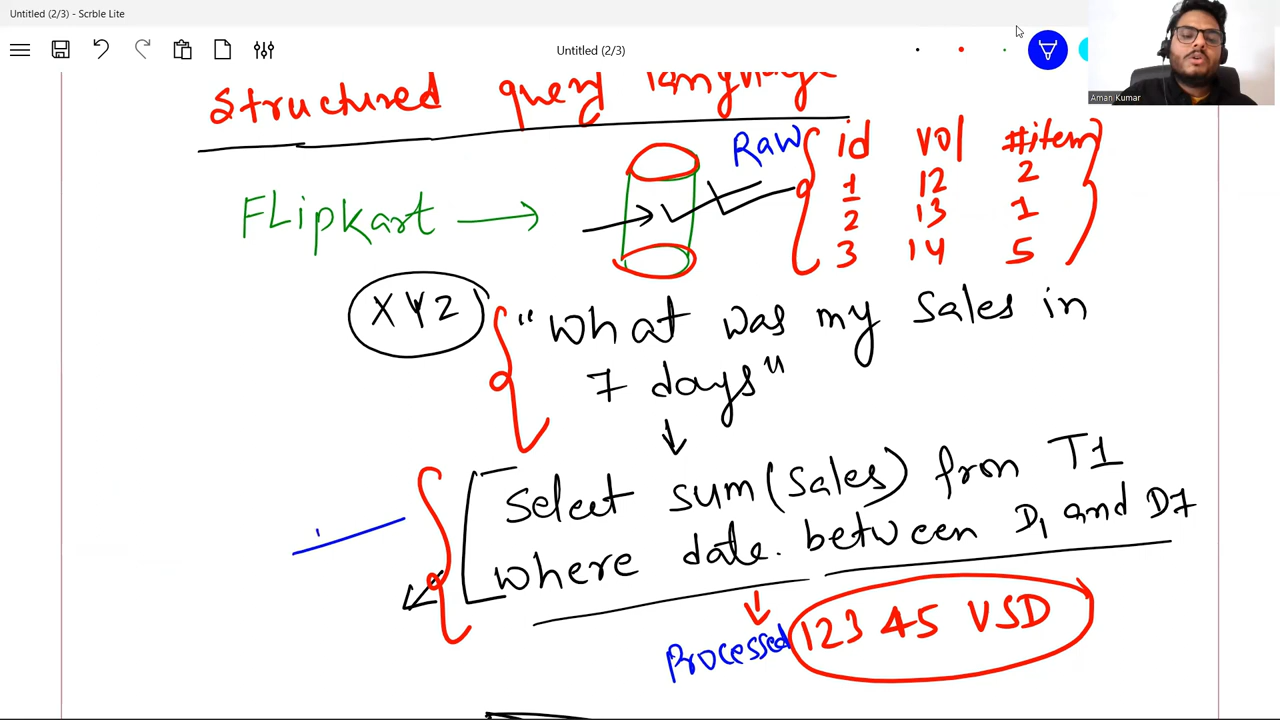 Untitled (2/3) - Scrble Lite
Untitled (2/3)
Aman Kumar
Structured query language
FLipkart
Raw
id vol #item
1 12 2
2 13 1
3 14 5
XYZ
"What was my Sales in
7 days"
Select sum(Sales) from T1
where date. between D1 and D7
Processed
12345 USD